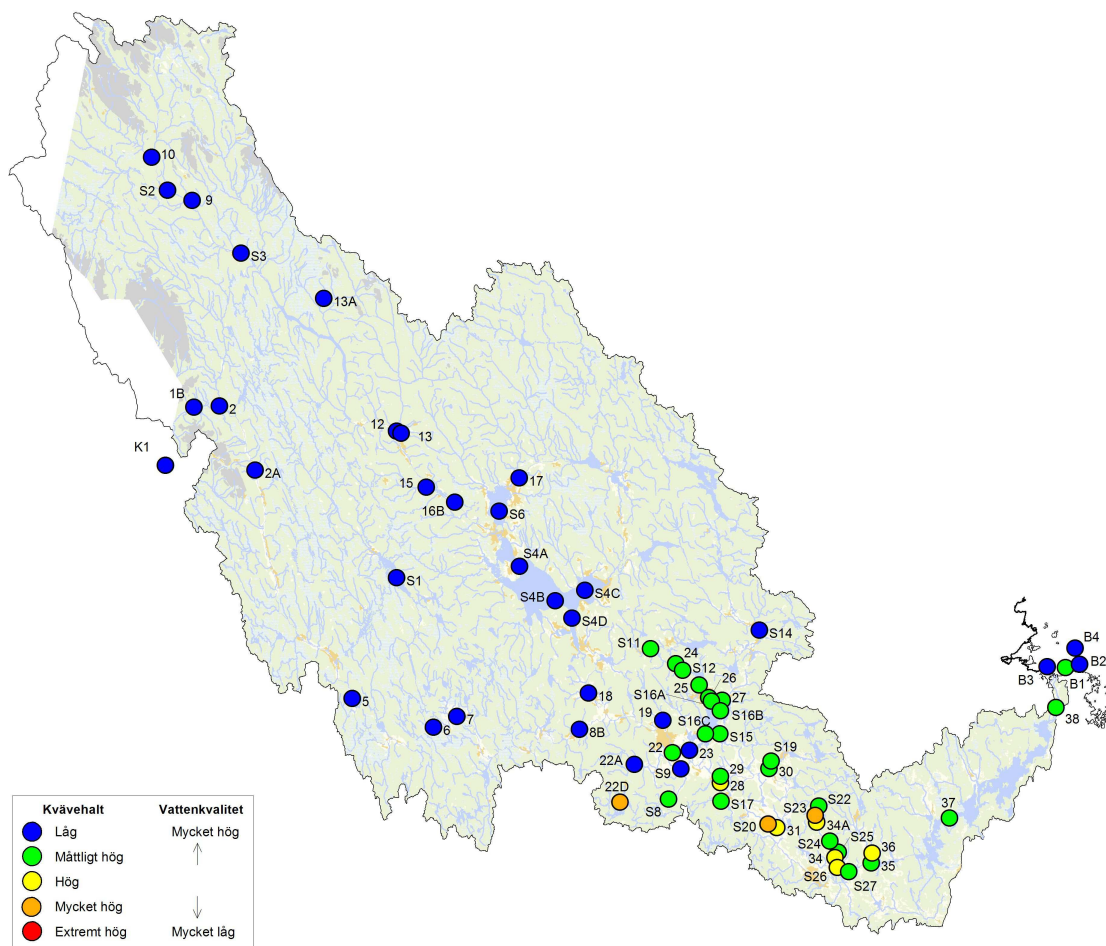 10
S2
9
S3
13A
1B
2
K1
2A
12
13
15
17
16B
S6
S4A
S1
S4C
S4B
S4D
S14
S11
24
S12
B4
B2
B3
B1
26
25
5
18
S16A
27
38
7
6
19
S16B
S16C
8B
S15
22
23
22A
S9
S19
29
30
28
22D
S8
S17
S22
S23
37
S20
31
34A
S24
S25
36
34
35
S26
S27
Kvävehalt Vattenkvalitet
Låg Mycket hög
Måttligt hög
Hög
Mycket hög
Extremt hög Mycket låg